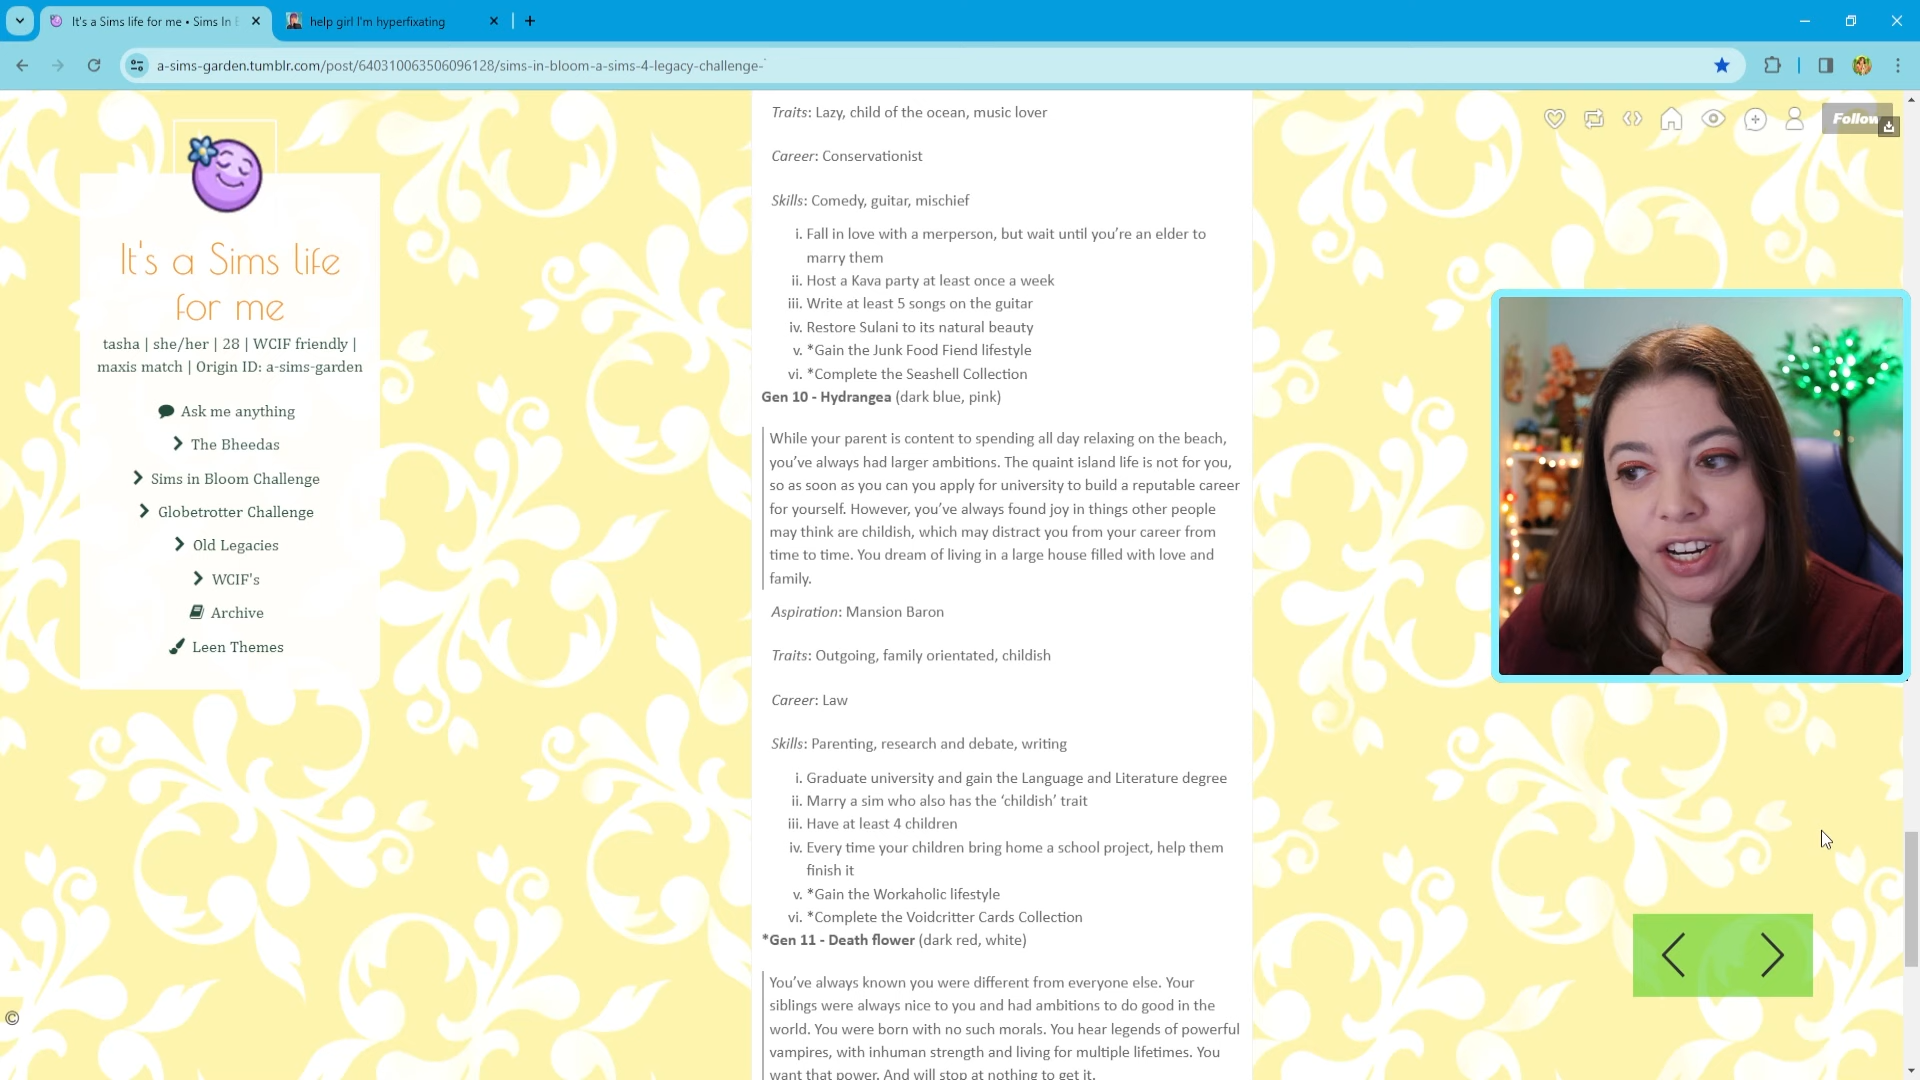 It's a Sims life for me • Sims In B
help girl I'm hyperfixating
a-sims-garden.tumblr.com/post/640310063506096128/sims-in-bloom-a-sims-4-legacy-challenge-`
Follow
It's a Sims life
for me
tasha | she/her | 28 | WCIF friendly |
maxis match | Origin ID: a-sims-garden
Ask me anything
The Bheedas
Sims in Bloom Challenge
Globetrotter Challenge
Old Legacies
WCIF's
Archive
Leen Themes
©
Traits: Lazy, child of the ocean, music lover
Career: Conservationist
Skills: Comedy, guitar, mischief
i. Fall in love with a merperson, but wait until you’re an elder to
marry them
ii. Host a Kava party at least once a week
iii. Write at least 5 songs on the guitar
iv. Restore Sulani to its natural beauty
v. *Gain the Junk Food Fiend lifestyle
vi. *Complete the Seashell Collection
Gen 10 - Hydrangea (dark blue, pink)
While your parent is content to spending all day relaxing on the beach,
you’ve always had larger ambitions. The quaint island life is not for you,
so as soon as you can you apply for university to build a reputable career
for yourself. However, you’ve always found joy in things other people
may think are childish, which may distract you from your career from
time to time. You dream of living in a large house filled with love and
family.
Aspiration: Mansion Baron
Traits: Outgoing, family orientated, childish
Career: Law
Skills: Parenting, research and debate, writing
i. Graduate university and gain the Language and Literature degree
ii. Marry a sim who also has the ‘childish’ trait
iii. Have at least 4 children
iv. Every time your children bring home a school project, help them
finish it
v. *Gain the Workaholic lifestyle
vi. *Complete the Voidcritter Cards Collection
*Gen 11 - Death flower (dark red, white)
You’ve always known you were different from everyone else. Your
siblings were always nice to you and had ambitions to do good in the
world. You were born with no such morals. You hear legends of powerful
vampires, with inhuman strength and living for multiple lifetimes. You
want that power. And will stop at nothing to get it.